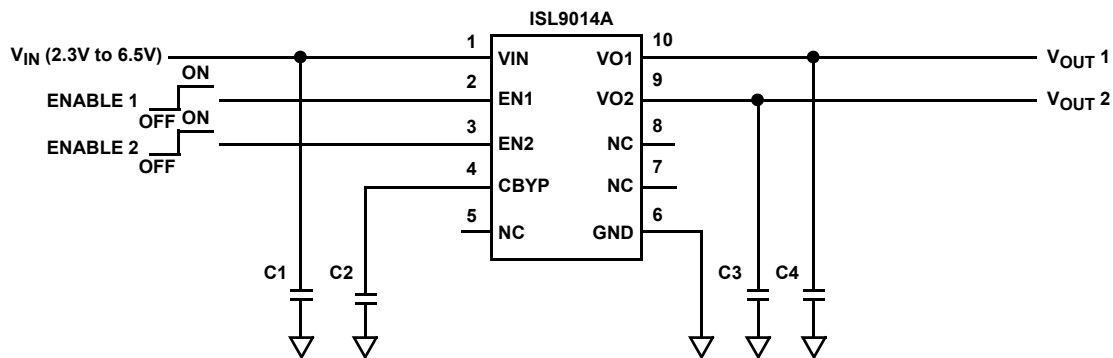 ISL9014A
VIN (2.3V to 6.5V)
ON
ENABLE 1
OFF
ON
ENABLE 2
OFF
1
2
3
4
5
VIN
EN1
EN2
CBYP
NC
VO1
VO2
NC
NC
GND
10
9
8
7
6
VOUT 1
VOUT 2
C1
C2
C3
C4